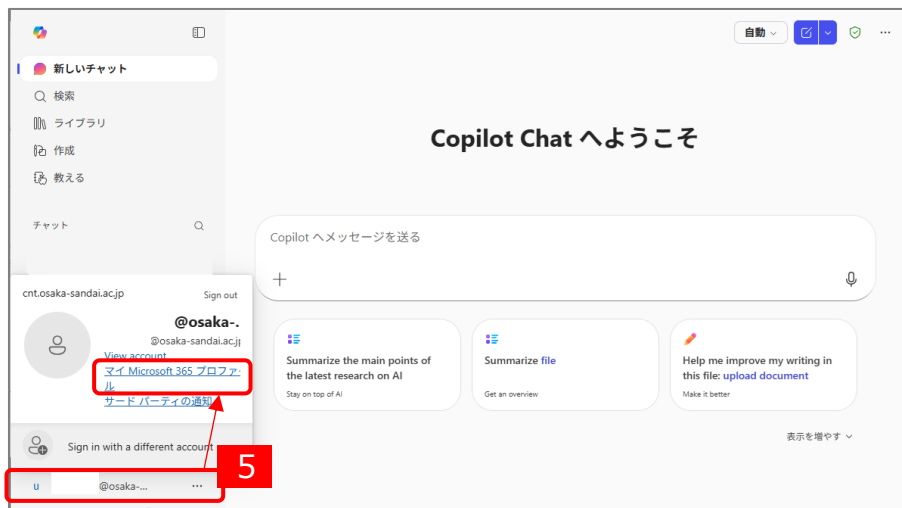 自動
新しいチャット
検索
ライブラリ
作成
教える
チャット
Copilot Chat へようこそ
Copilot へメッセージを送る
cnt.osaka-sandai.ac.jp
Sign out
@osaka-.
@osaka-sandai.ac.jp
View account
マイ Microsoft 365 プロファイ
ル
サード パーティの通知
Sign in with a different account
5
u @osaka-...
Summarize the main points of
the latest research on AI
Stay on top of AI
Summarize file
Get an overview
Help me improve my writing in
this file: upload document
Make it better
表示を増やす